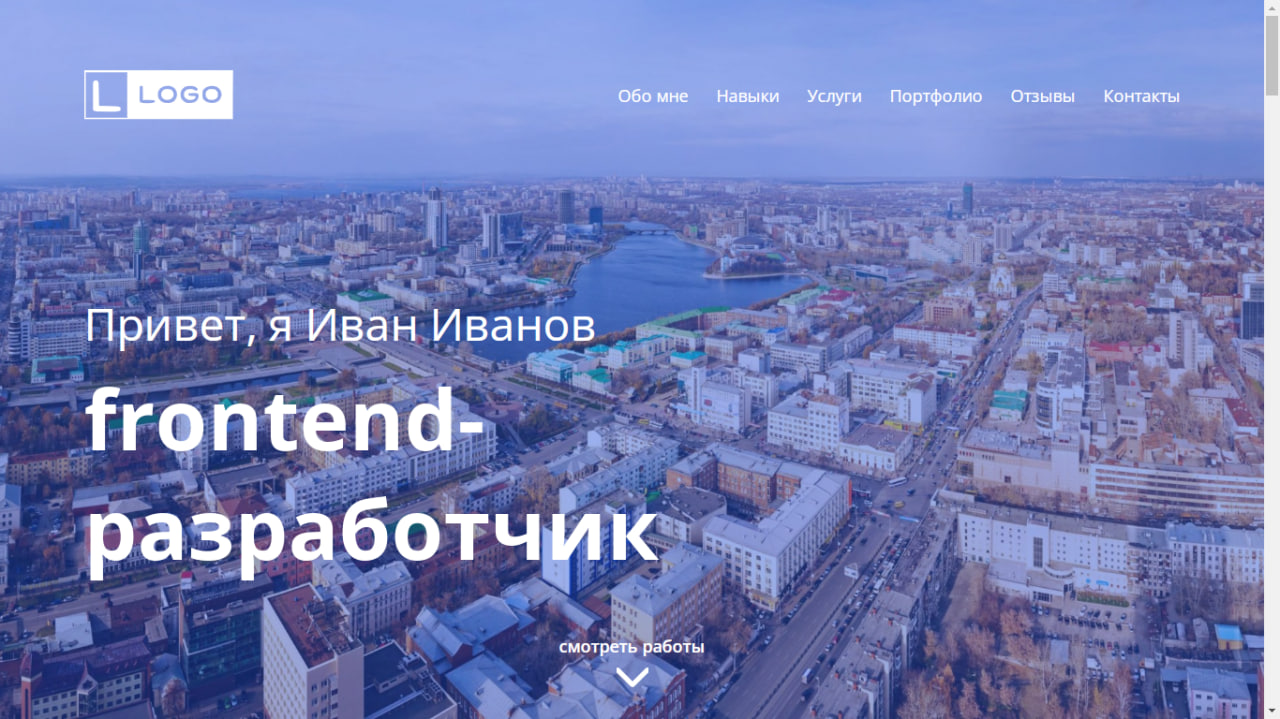 L LOGO
Обо мне Навыки Услуги Портфолио Отзывы Контакты
Привет, я Иван Иванов
frontend-
разработчик
смотреть работы